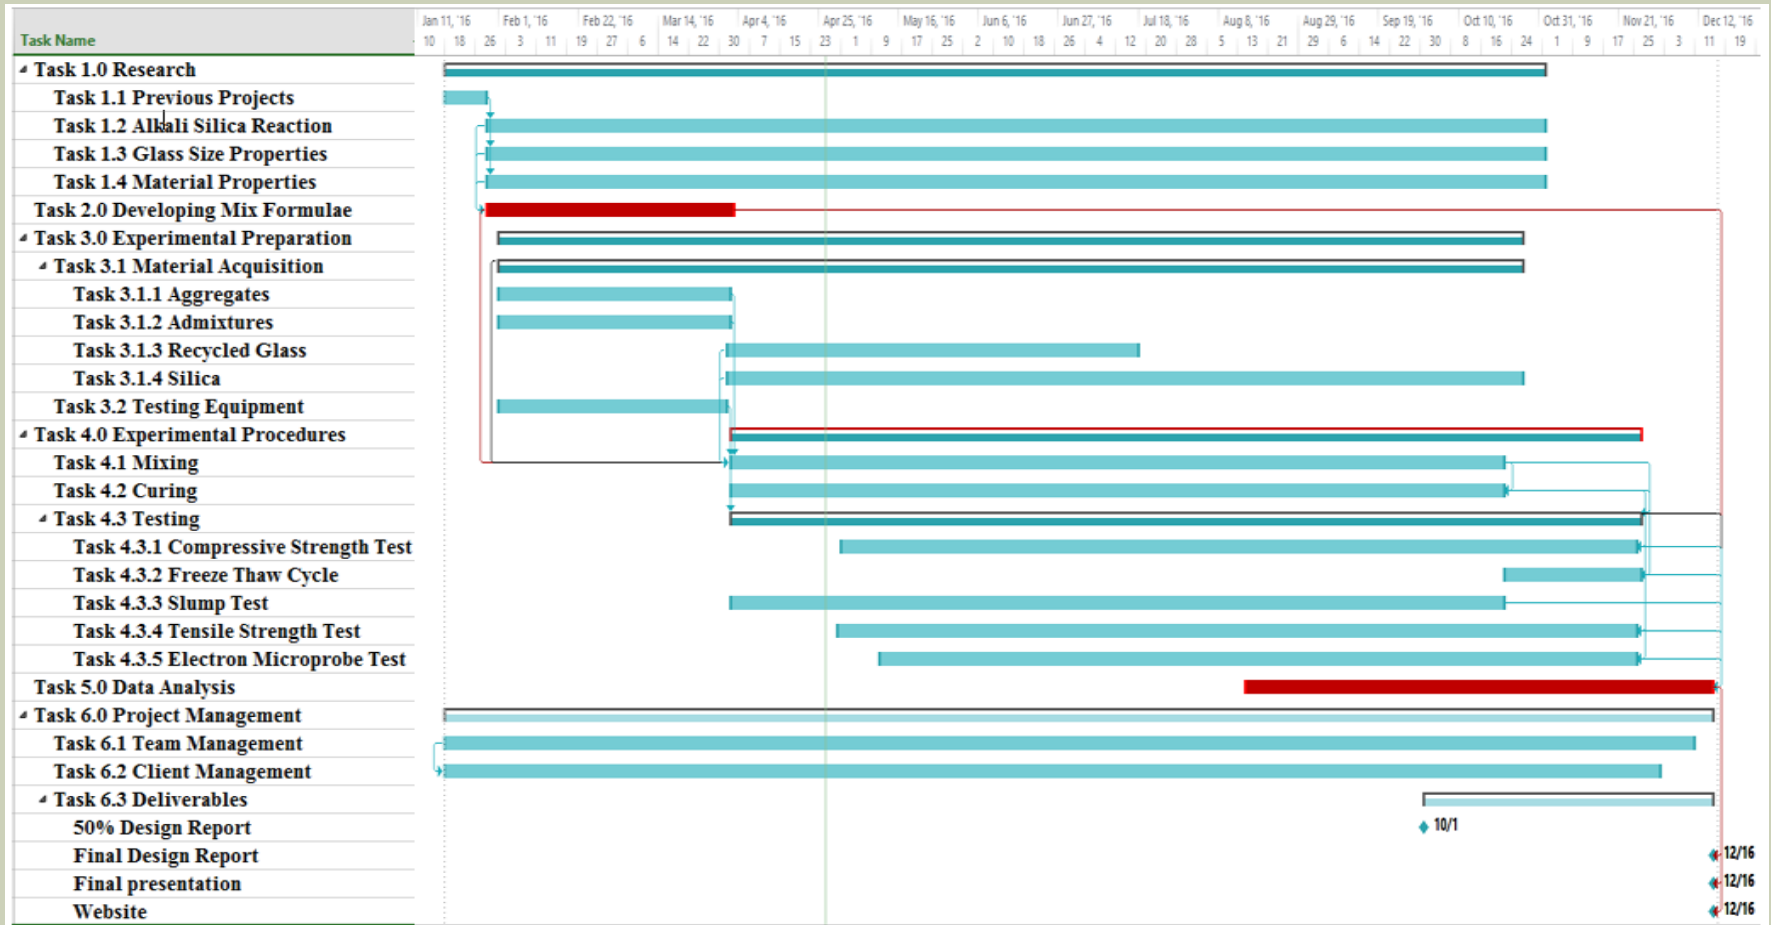 Jan 11, '16 Feb 1, '16 Feb 22, '16 Mar 14, '16 Apr 4, '16 Apr 25, '16 May 16, '16 Jun 6, '16 Jun 27, '16 Jul 18, '16 Aug 8, '16 Aug 29, '16 Sep 19, '16 Oct 10, '16 Oct 31, '16 Nov 21, '16 Dec 12, '16
Task Name 10 18 26 3 11 19 27 6 14 22 30 7 15 23 1 9 17 25 2 10 18 26 4 12 20 28 5 13 21 29 6 14 22 30 8 16 24 1 9 17 25 3 11 19
Task 1.0 Research
Task 1.1 Previous Projects
Task 1.2 Alkali Silica Reaction
Task 1.3 Glass Size Properties
Task 1.4 Material Properties
Task 2.0 Developing Mix Formulae
Task 3.0 Experimental Preparation
Task 3.1 Material Acquisition
Task 3.1.1 Aggregates
Task 3.1.2 Admixtures
Task 3.1.3 Recycled Glass
Task 3.1.4 Silica
Task 3.2 Testing Equipment
Task 4.0 Experimental Procedures
Task 4.1 Mixing
Task 4.2 Curing
Task 4.3 Testing
Task 4.3.1 Compressive Strength Test
Task 4.3.2 Freeze Thaw Cycle
Task 4.3.3 Slump Test
Task 4.3.4 Tensile Strength Test
Task 4.3.5 Electron Microprobe Test
Task 5.0 Data Analysis
Task 6.0 Project Management
Task 6.1 Team Management
Task 6.2 Client Management
Task 6.3 Deliverables
50% Design Report 10/1
Final Design Report 12/16
Final presentation 12/16
Website 12/16